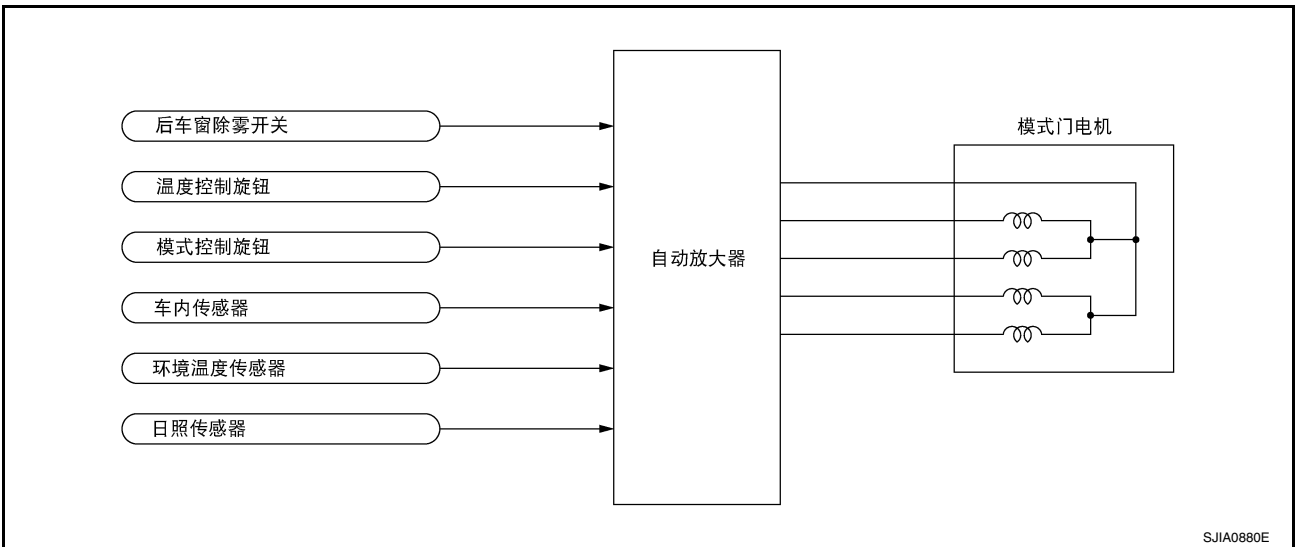 后车窗除雾开关
温度控制旋钮
模式控制旋钮
车内传感器
环境温度传感器
日照传感器
自动放大器
模式门电机
SJIA0880E